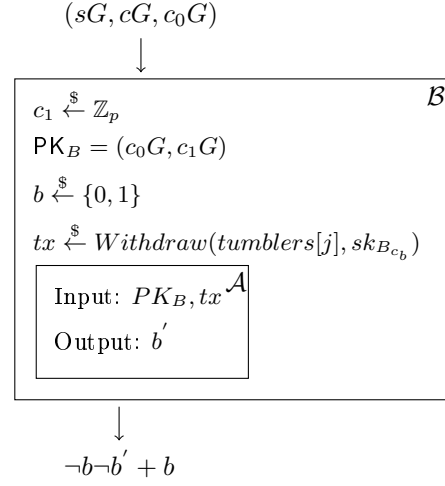 (sG, cG, c₀G)
ℬ
c₁ ←$ ℤₚ
PK_B = (c₀G, c₁G)
b ←$ {0, 1}
tx ←$ Withdraw(tumblers[j], sk_{B_{c_b}})
𝒜
Input: PK_B, tx
Output: b′
¬b¬b′ + b